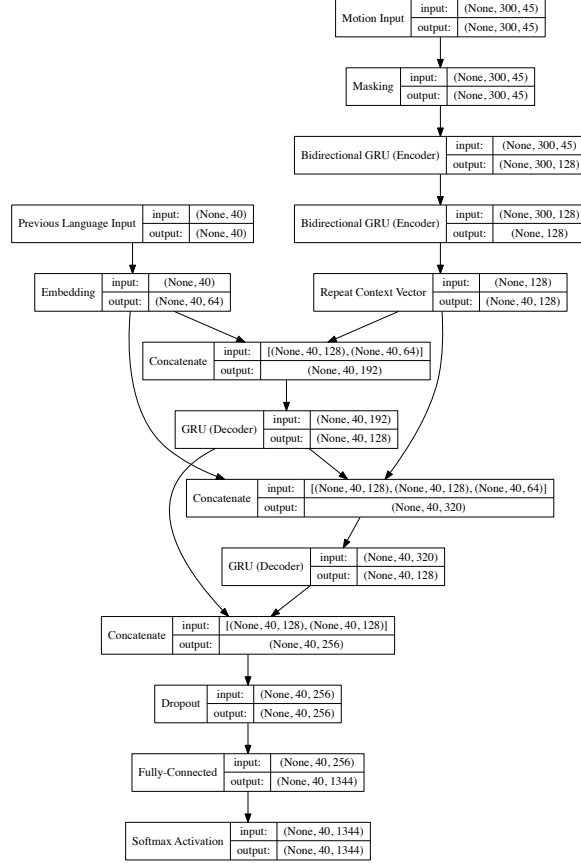 Motion Input
input: (None, 300, 45)
output: (None, 300, 45)
Masking
input: (None, 300, 45)
output: (None, 300, 45)
Bidirectional GRU (Encoder)
input: (None, 300, 45)
output: (None, 300, 128)
Previous Language Input
input: (None, 40)
output: (None, 40)
Bidirectional GRU (Encoder)
input: (None, 300, 128)
output: (None, 128)
Embedding
input: (None, 40)
output: (None, 40, 64)
Repeat Context Vector
input: (None, 128)
output: (None, 40, 128)
Concatenate
input: [(None, 40, 128), (None, 40, 64)]
output: (None, 40, 192)
GRU (Decoder)
input: (None, 40, 192)
output: (None, 40, 128)
Concatenate
input: [(None, 40, 128), (None, 40, 128), (None, 40, 64)]
output: (None, 40, 320)
GRU (Decoder)
input: (None, 40, 320)
output: (None, 40, 128)
Concatenate
input: [(None, 40, 128), (None, 40, 128)]
output: (None, 40, 256)
Dropout
input: (None, 40, 256)
output: (None, 40, 256)
Fully-Connected
input: (None, 40, 256)
output: (None, 40, 1344)
Softmax Activation
input: (None, 40, 1344)
output: (None, 40, 1344)